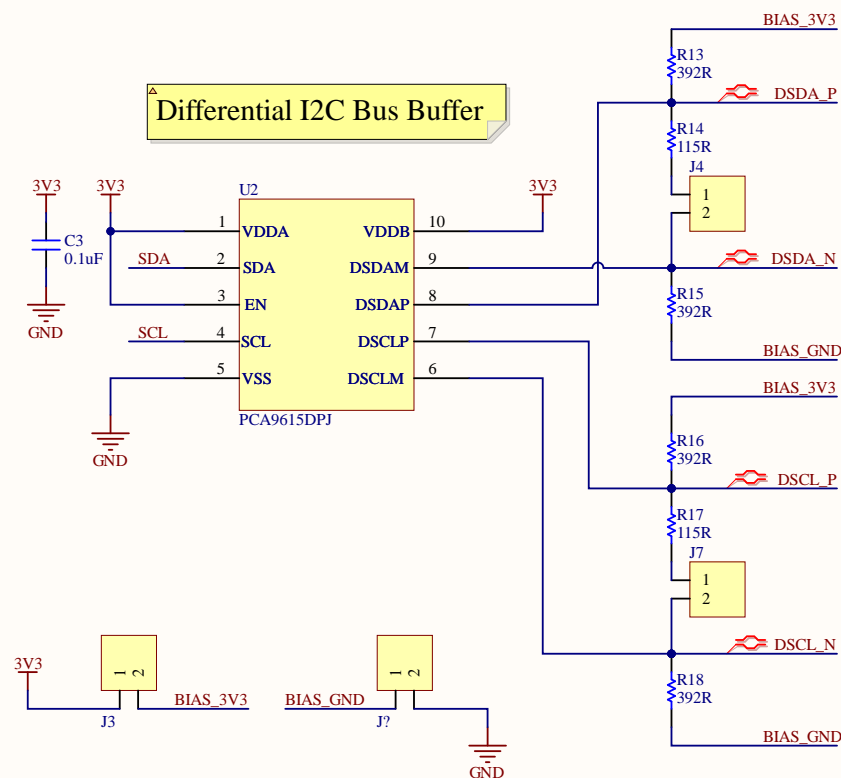 BIAS_3V3
R13
392R
DSDA_P
Differential I2C Bus Buffer
R14
115R
J4
1
2
3V3
3V3
U2
3V3
C3
0.1uF
GND
1 VDDA VDDB 10
SDA 2 SDA DSDAM 9
DSDA_N
3 EN DSDAP 8
R15
392R
SCL 4 SCL DSCLP 7
BIAS_GND
5 VSS DSCLM 6
PCA9615DPJ
GND
BIAS_3V3
R16
392R
DSCL_P
R17
115R
J7
1
2
DSCL_N
R18
392R
BIAS_GND
3V3
1 2
BIAS_3V3
J3
BIAS_GND
1 2
J?
GND